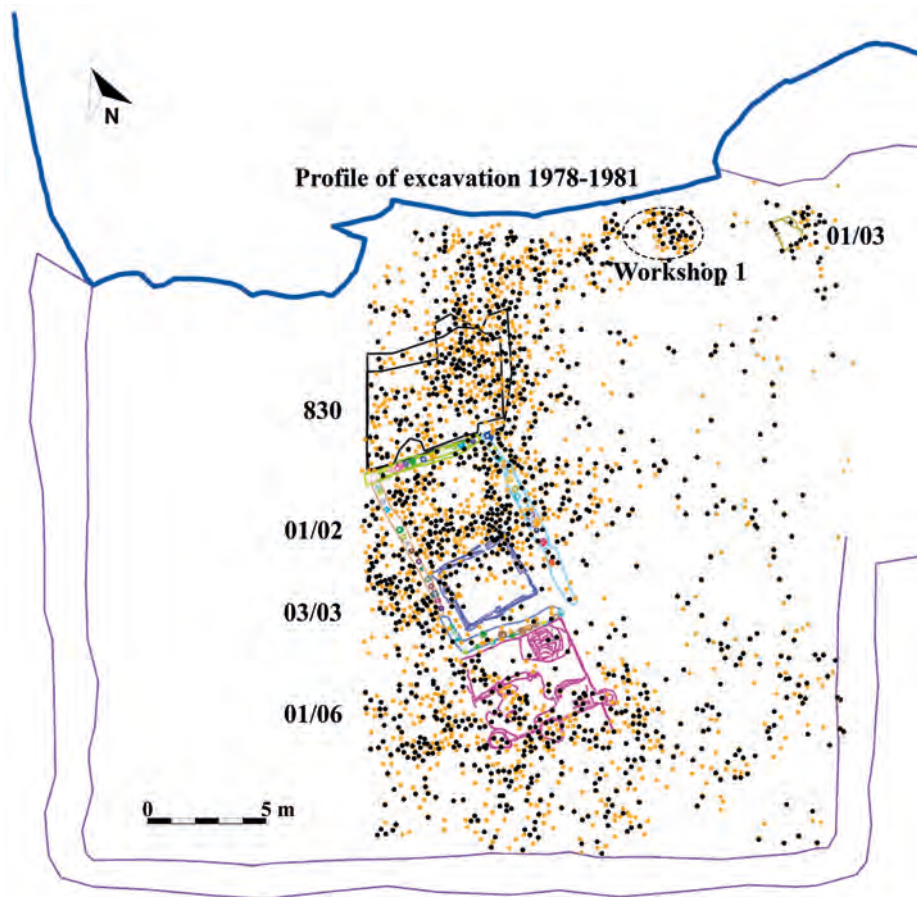 N
Profile of excavation 1978-1981
01/03
Workshop 1
830
01/02
03/03
01/06
0 5 m